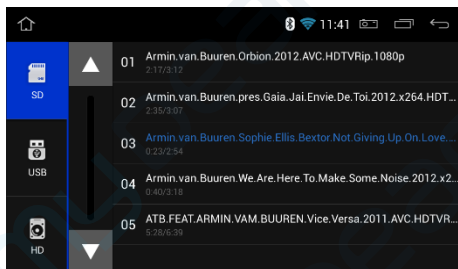 11:41
SD
USB
HD
01 Armin.van.Buuren.Orbion.2012.AVC.HDTVRip.1080p
2:17/3:12
02 Armin.van.Buuren.pres.Gaia.Jai.Envie.De.Toi.2012.x264.HDT...
2:35/3:07
03 Armin.van.Buuren.Sophie.Ellis.Bextor.Not.Giving.Up.On.Love....
0:23/2:54
04 Armin.van.Buuren.We.Are.Here.To.Make.Some.Noise.2012.x2...
0:40/3:18
05 ATB.FEAT.ARMIN.VAM.BUUREN.Vice.Versa.2011.AVC.HDTVR...
5:28/6:39